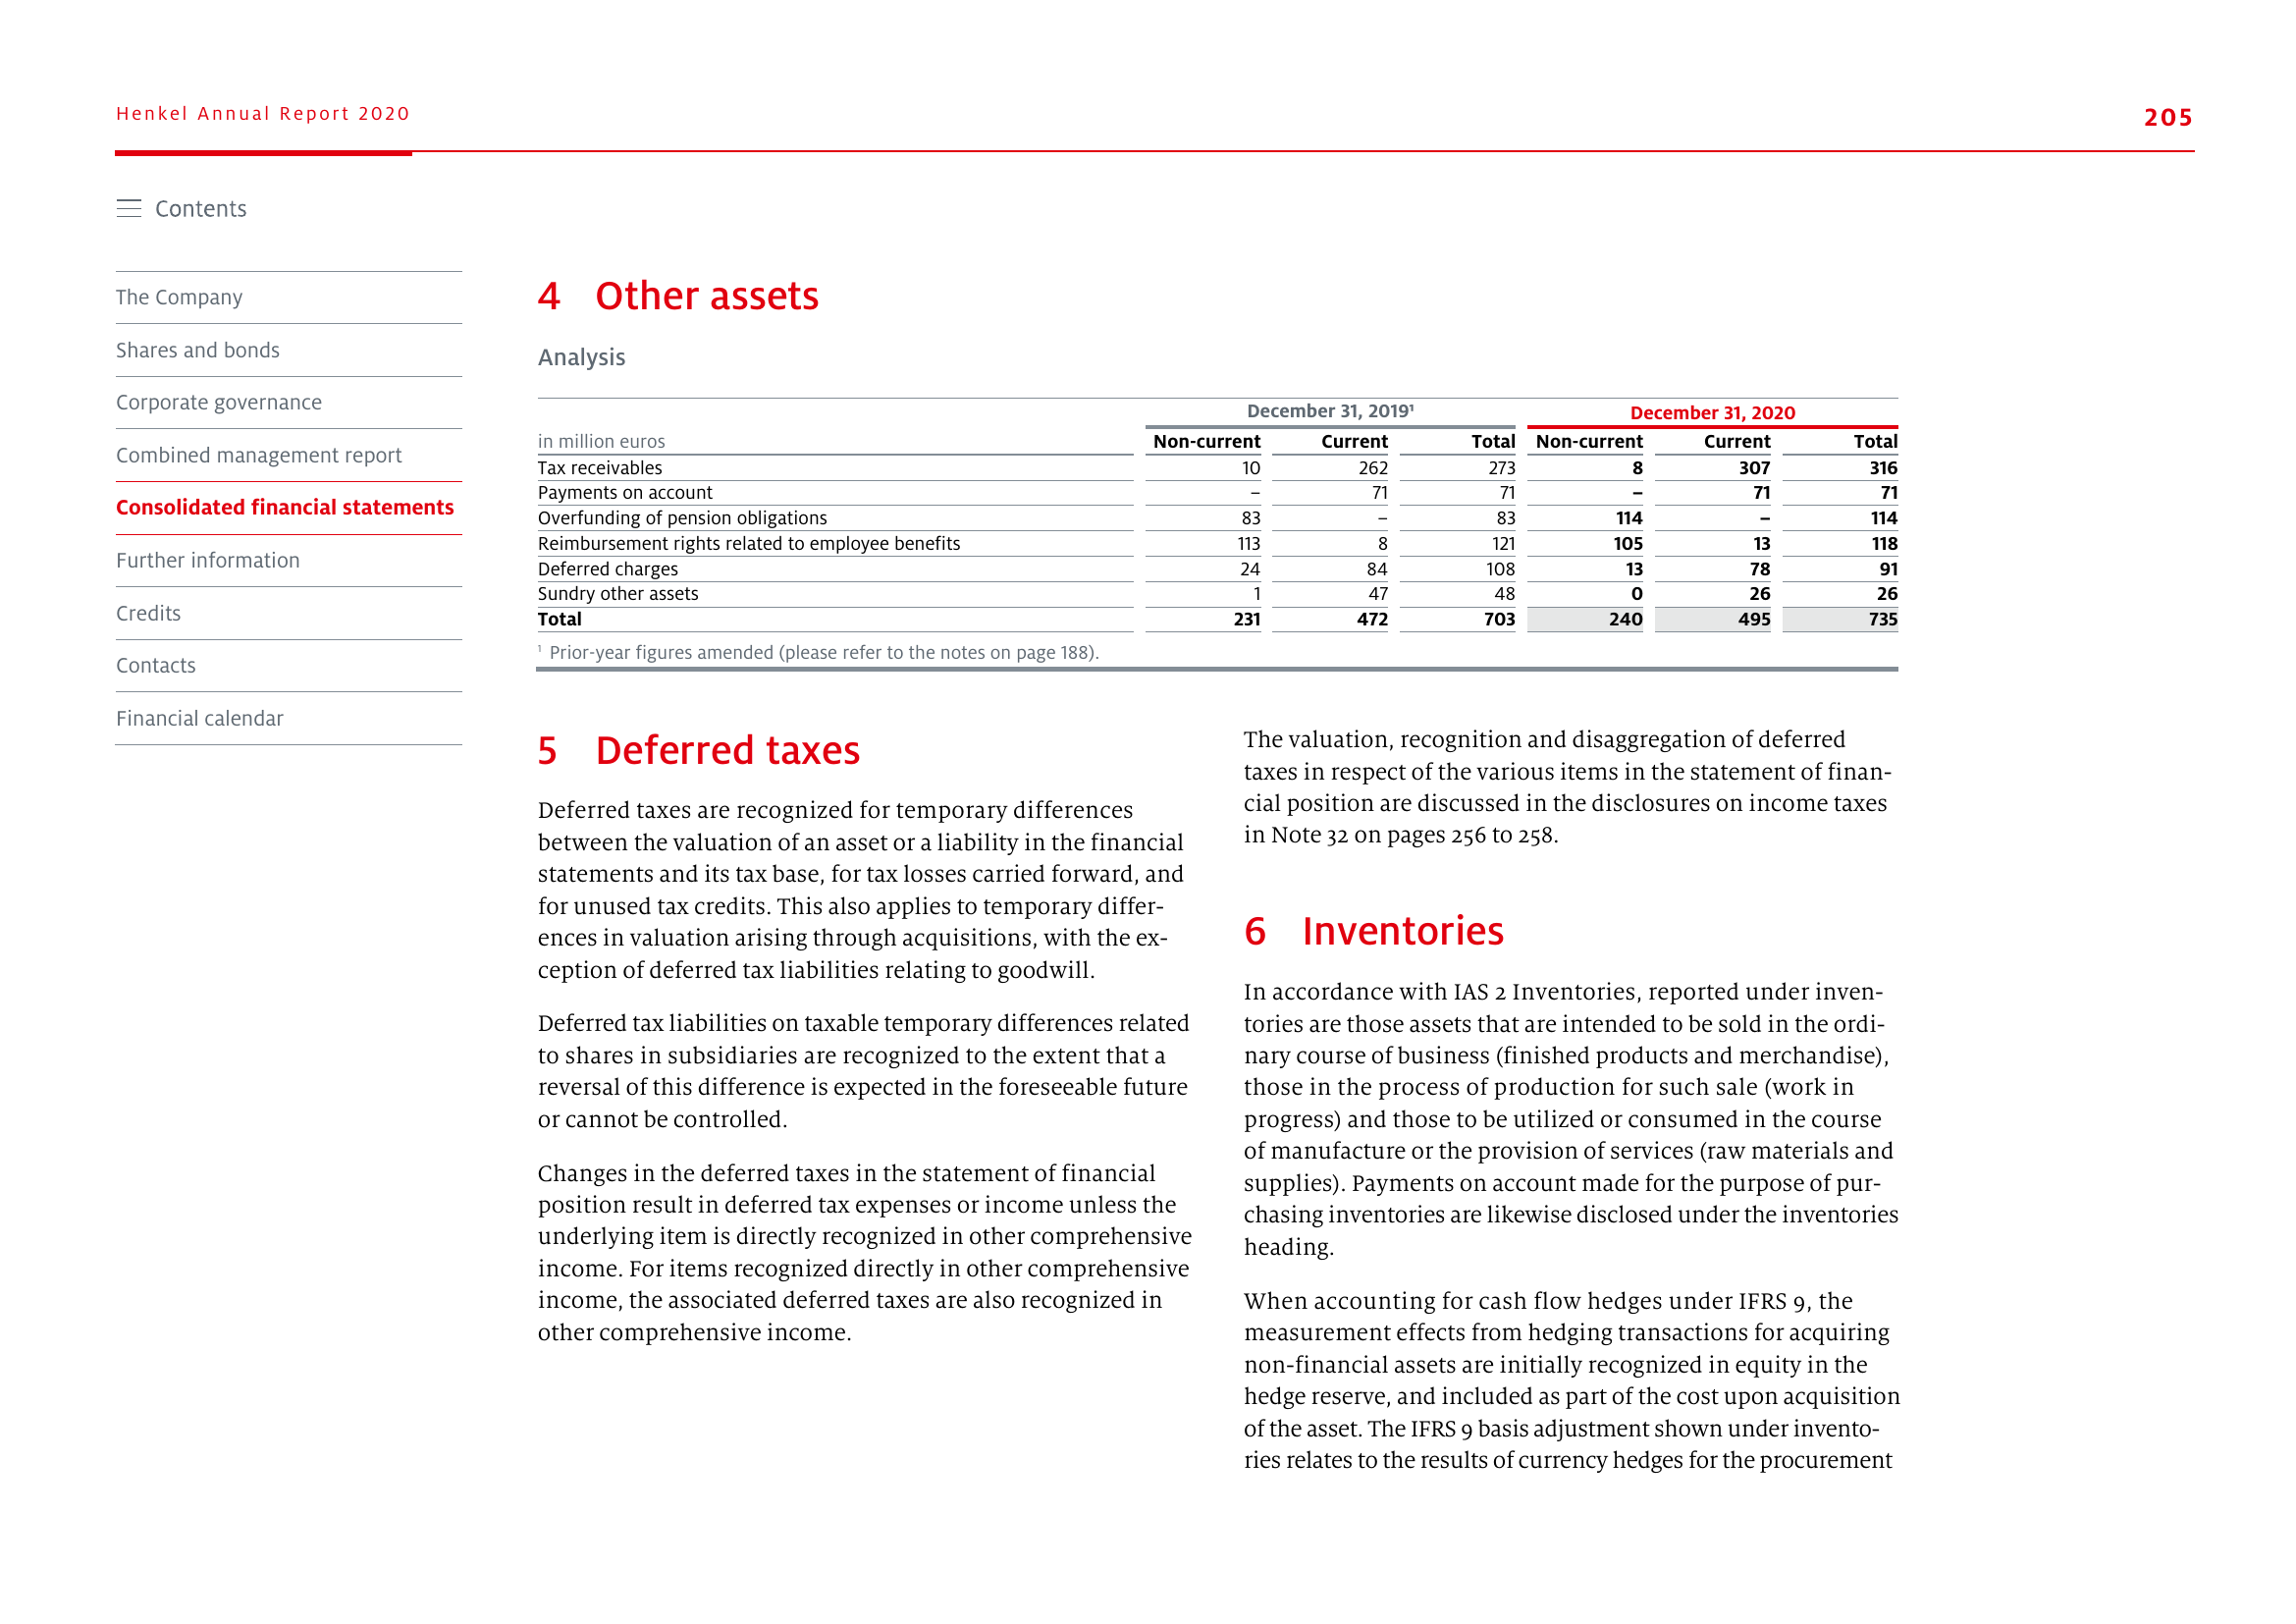 Henkel Annual Report 2020
205
Contents
The Company
Shares and bonds
Corporate governance
Combined management report
Consolidated financial statements
Further information
Credits
Contacts
Financial calendar
4 Other assets
Analysis
December 31, 2019¹ December 31, 2020
in million euros Non-current Current Total Non-current Current Total
Tax receivables 10 262 273 8 307 316
Payments on account – 71 71 – 71 71
Overfunding of pension obligations 83 – 83 114 – 114
Reimbursement rights related to employee benefits 113 8 121 105 13 118
Deferred charges 24 84 108 13 78 91
Sundry other assets 1 47 48 0 26 26
Total 231 472 703 240 495 735
¹ Prior-year figures amended (please refer to the notes on page 188).
5 Deferred taxes
Deferred taxes are recognized for temporary differences
between the valuation of an asset or a liability in the financial
statements and its tax base, for tax losses carried forward, and
for unused tax credits. This also applies to temporary differ-
ences in valuation arising through acquisitions, with the ex-
ception of deferred tax liabilities relating to goodwill.
Deferred tax liabilities on taxable temporary differences related
to shares in subsidiaries are recognized to the extent that a
reversal of this difference is expected in the foreseeable future
or cannot be controlled.
Changes in the deferred taxes in the statement of financial
position result in deferred tax expenses or income unless the
underlying item is directly recognized in other comprehensive
income. For items recognized directly in other comprehensive
income, the associated deferred taxes are also recognized in
other comprehensive income.
The valuation, recognition and disaggregation of deferred
taxes in respect of the various items in the statement of finan-
cial position are discussed in the disclosures on income taxes
in Note 32 on pages 256 to 258.
6 Inventories
In accordance with IAS 2 Inventories, reported under inven-
tories are those assets that are intended to be sold in the ordi-
nary course of business (finished products and merchandise),
those in the process of production for such sale (work in
progress) and those to be utilized or consumed in the course
of manufacture or the provision of services (raw materials and
supplies). Payments on account made for the purpose of pur-
chasing inventories are likewise disclosed under the inventories
heading.
When accounting for cash flow hedges under IFRS 9, the
measurement effects from hedging transactions for acquiring
non-financial assets are initially recognized in equity in the
hedge reserve, and included as part of the cost upon acquisition
of the asset. The IFRS 9 basis adjustment shown under invento-
ries relates to the results of currency hedges for the procurement